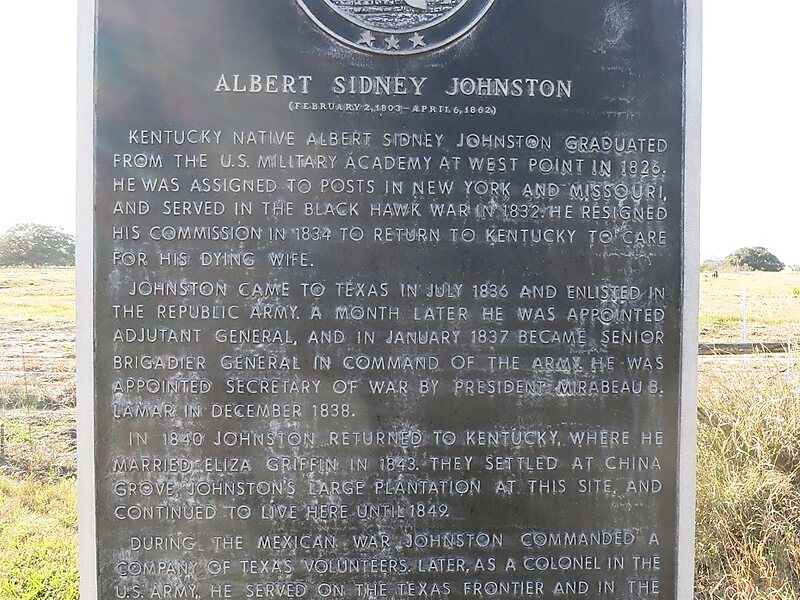 ALBERT SIDNEY JOHNSTON
(FEBRUARY 2, 1803 – APRIL 6, 1862)
KENTUCKY NATIVE ALBERT SIDNEY JOHNSTON GRADUATED
FROM THE U.S. MILITARY ACADEMY AT WEST POINT IN 1826.
HE WAS ASSIGNED TO POSTS IN NEW YORK AND MISSOURI,
AND SERVED IN THE BLACK HAWK WAR IN 1832. HE RESIGNED
HIS COMMISSION IN 1834 TO RETURN TO KENTUCKY TO CARE
FOR HIS DYING WIFE.
JOHNSTON CAME TO TEXAS IN JULY 1836 AND ENLISTED IN
THE REPUBLIC ARMY. A MONTH LATER HE WAS APPOINTED
ADJUTANT GENERAL, AND IN JANUARY 1837 BECAME SENIOR
BRIGADIER GENERAL IN COMMAND OF THE ARMY. HE WAS
APPOINTED SECRETARY OF WAR BY PRESIDENT MIRABEAU B.
LAMAR IN DECEMBER 1838.
IN 1840 JOHNSTON RETURNED TO KENTUCKY, WHERE HE
MARRIED ELIZA GRIFFIN IN 1843. THEY SETTLED AT CHINA
GROVE, JOHNSTON'S LARGE PLANTATION AT THIS SITE, AND
CONTINUED TO LIVE HERE UNTIL 1849.
DURING THE MEXICAN WAR JOHNSTON COMMANDED A
COMPANY OF TEXAS VOLUNTEERS. LATER, AS A COLONEL IN THE
U.S. ARMY, HE SERVED ON THE TEXAS FRONTIER AND IN THE